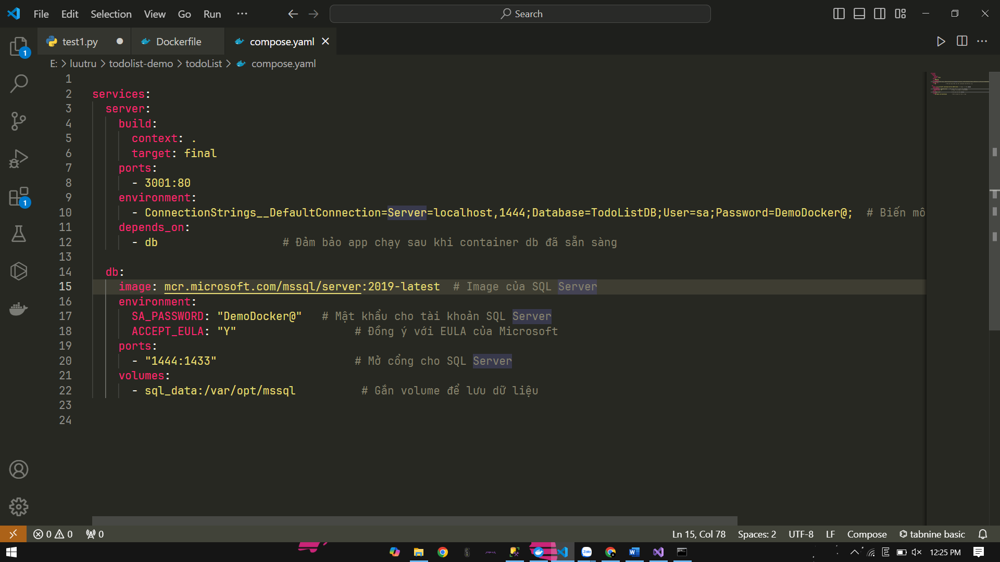 File Edit Selection View Go Run ··· Search
test1.py Dockerfile compose.yaml
E: > luutru > todolist-demo > todoList > compose.yaml
1
2 services:
3 server:
4 build:
5 context: .
6 target: final
7 ports:
8 - 3001:80
9 environment:
10 - ConnectionStrings__DefaultConnection=Server=localhost,1444;Database=TodoListDB;User=sa;Password=DemoDocker@; # Biến mô
11 depends_on:
12 - db # Đảm bảo app chạy sau khi container db đã sẵn sàng
13
14 db:
15 image: mcr.microsoft.com/mssql/server:2019-latest # Image của SQL Server
16 environment:
17 SA_PASSWORD: "DemoDocker@" # Mật khẩu cho tài khoản SQL Server
18 ACCEPT_EULA: "Y" # Đồng ý với EULA của Microsoft
19 ports:
20 - "1444:1433" # Mở cổng cho SQL Server
21 volumes:
22 - sql_data:/var/opt/mssql # Gắn volume để lưu dữ liệu
23
24
1
1
0 0 0 Ln 15, Col 78 Spaces: 2 UTF-8 LF Compose tabnine basic
Zalo E 12:25 PM